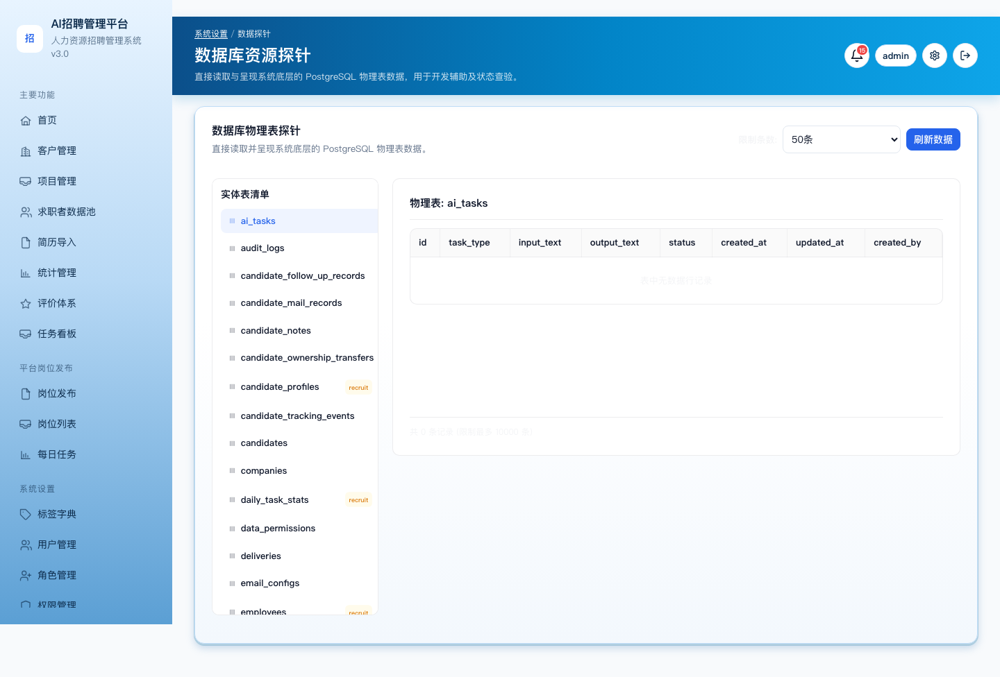 招
AI招聘管理平台
人力资源招聘管理系统
v3.0
主要功能
首页
客户管理
项目管理
求职者数据池
简历导入
统计管理
评价体系
任务看板
平台岗位发布
岗位发布
岗位列表
每日任务
系统设置
标签字典
用户管理
角色管理
权限管理
系统设置 / 数据探针
数据库资源探针
直接读取与呈现系统底层的 PostgreSQL 物理表数据，用于开发辅助及状态查验。
15
admin
数据库物理表探针
直接读取并呈现系统底层的 PostgreSQL 物理表数据。
限制条数:
50条
刷新数据
实体表清单
ai_tasks
audit_logs
candidate_follow_up_records
candidate_mail_records
candidate_notes
candidate_ownership_transfers
candidate_profiles recruit
candidate_tracking_events
candidates
companies
daily_task_stats recruit
data_permissions
deliveries
email_configs
employees recruit
物理表: ai_tasks
id task_type input_text output_text status created_at updated_at created_by
表中无数据行记录
共 0 条记录 (限制最多 10000 条)